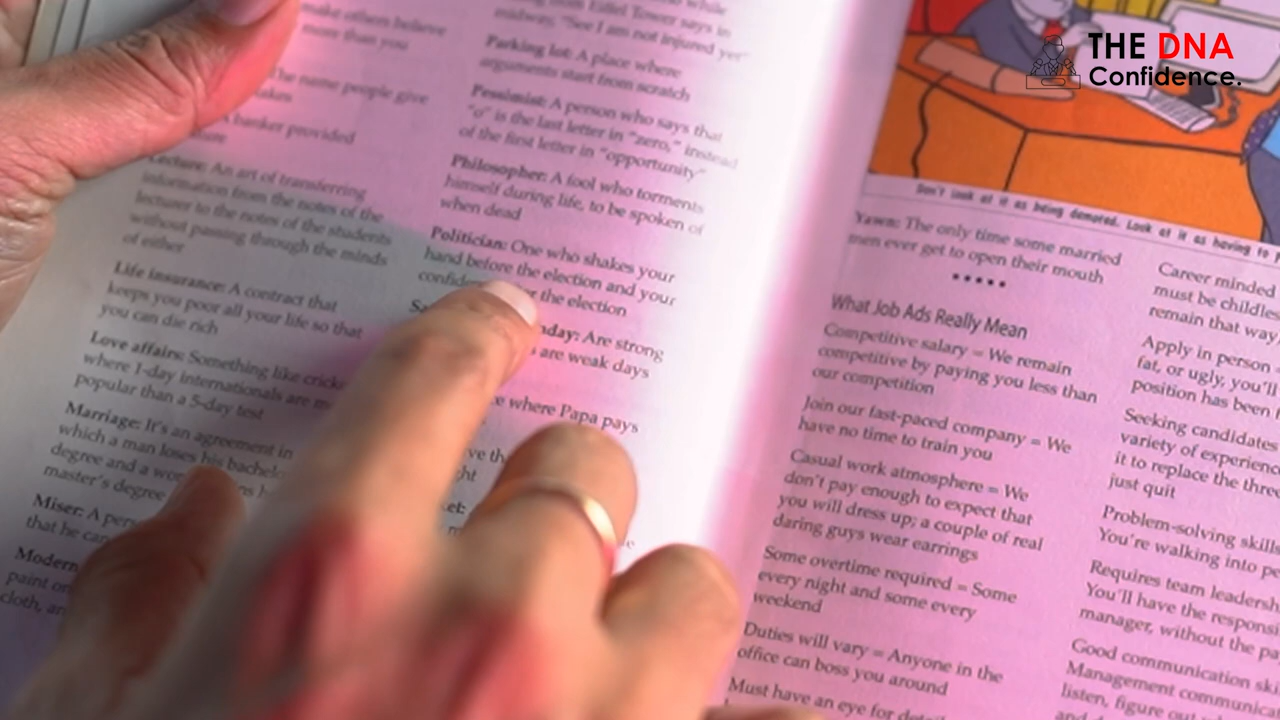 make others believe
more than you
The name people give
A banker provided
Lecture: An art of transferring
information from the notes of the
lecturer to the notes of the students
without passing through the minds
of either
Life insurance: A contract that
keeps you poor all your life so that
you can die rich
Love affairs: Something like
where 1-day internationals are
popular than a 5-day test
Marriage: It's an agreement in
which a man loses his
degree and a
master's degree
Miser: A
that he
Modern
paint on
cloth,
from Eiffel Tower says in
midway, "See I am not injured yet"
Parking lot: A place where
arguments start from scratch
Pessimist: A person who says that
"o" is the last letter in "zero," instead
of the first letter in "opportunity"
Philosopher: A fool who torments
himself during life, to be spoken of
when dead
Politician: One who shakes your
hand before the election and your
the election
Are strong
are weak days
where Papa pays
THE DNA
Confidence.
Don't look at it as being demoted. Look at it as having to
Yawn: The only time some married
men ever get to open their mouth
•••••
What Job Ads Really Mean
Competitive salary = We remain
competitive by paying you less than
our competition
Join our fast-paced company = We
have no time to train you
Casual work atmosphere = We
don't pay enough to expect that
you will dress up; a couple of real
daring guys wear earrings
Some overtime required = Some
every night and some every
weekend
Duties will vary = Anyone in the
office can boss you around
Must have an eye for detail
Career minded
must be childless
remain that way
Apply in person
fat, or ugly, you'll
position has been
Seeking candidates
variety of experience
it to replace the three
just quit
Problem-solving skills
You're walking into
Requires team leadership
You'll have the
manager, without the
Good communication
Management
listen, figure out